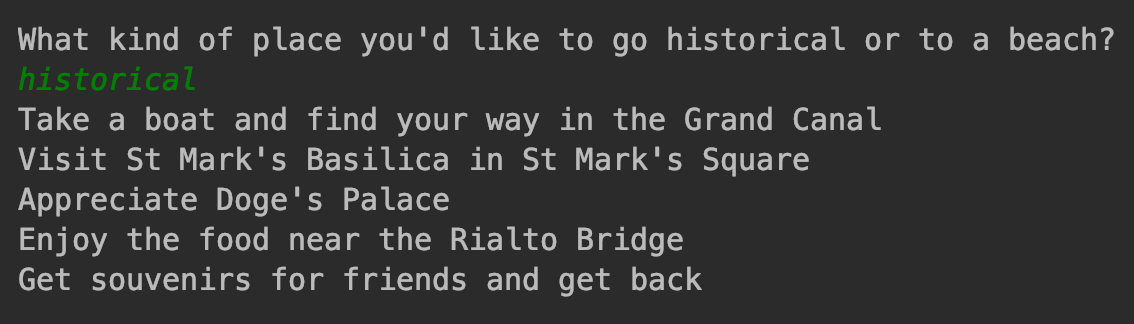 What kind of place you'd like to go historical or to a beach?
historical
Take a boat and find your way in the Grand Canal
Visit St Mark's Basilica in St Mark's Square
Appreciate Doge's Palace
Enjoy the food near the Rialto Bridge
Get souvenirs for friends and get back